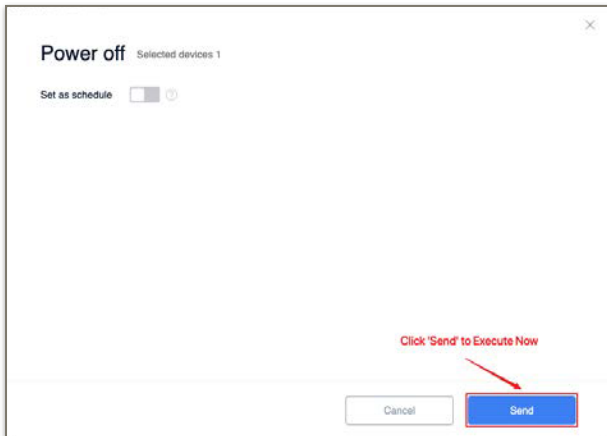 Power off Selected devices 1
Set as schedule
Click 'Send' to Execute Now
Cancel Send